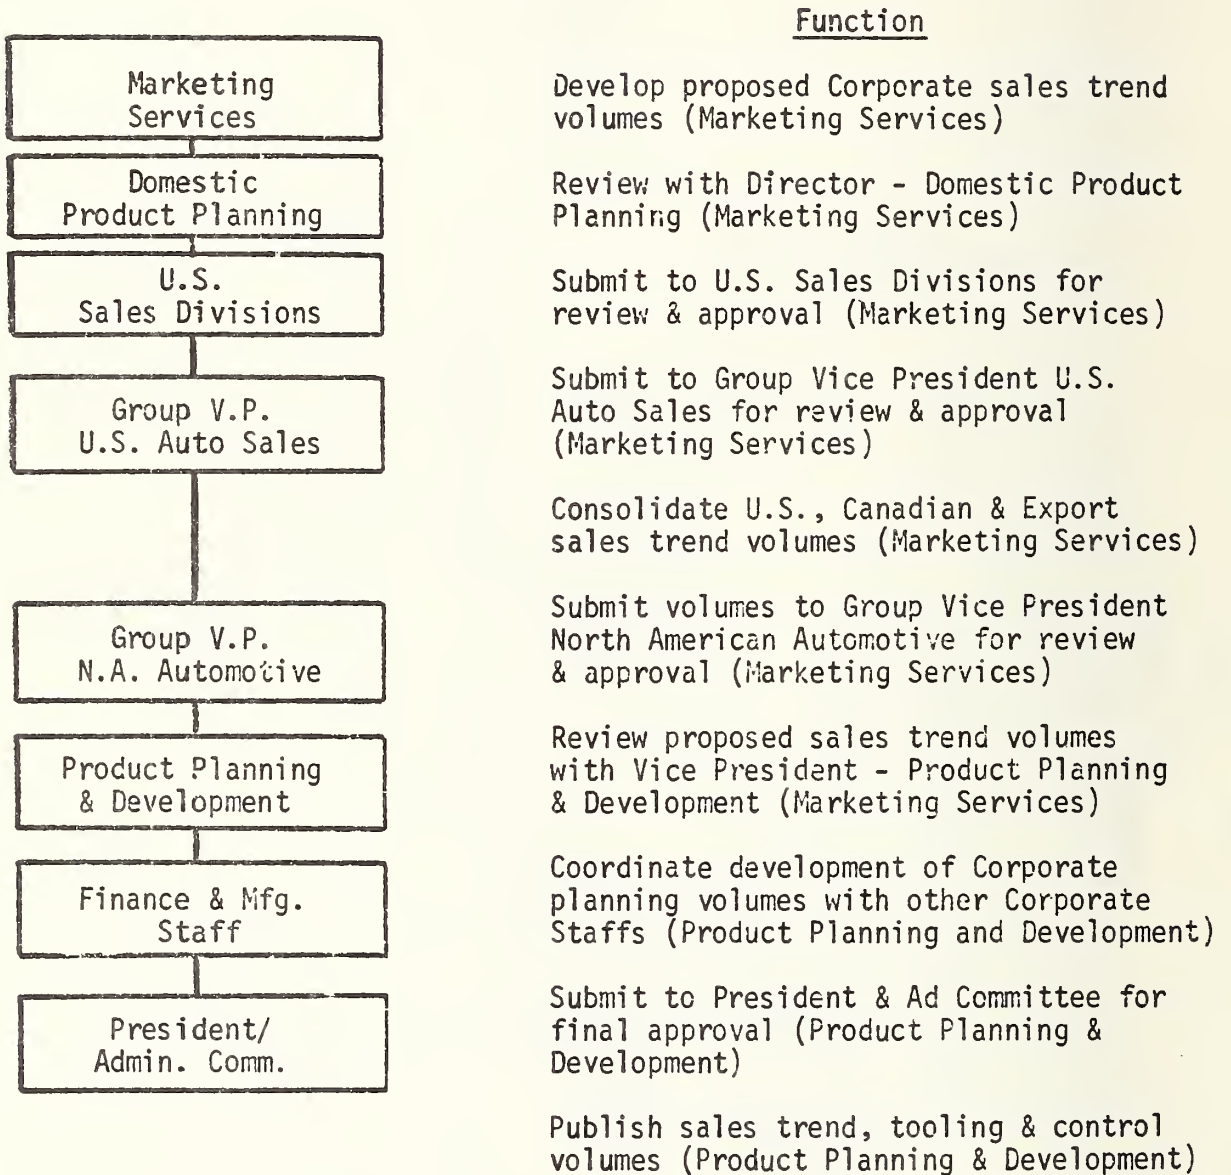 Function
Marketing
Services
Develop proposed Corporate sales trend
volumes (Marketing Services)
Domestic
Product Planning
Review with Director - Domestic Product
Planning (Marketing Services)
U.S.
Sales Divisions
Submit to U.S. Sales Divisions for
review & approval (Marketing Services)
Group V.P.
U.S. Auto Sales
Submit to Group Vice President U.S.
Auto Sales for review & approval
(Marketing Services)
Consolidate U.S., Canadian & Export
sales trend volumes (Marketing Services)
Group V.P.
N.A. Automotive
Submit volumes to Group Vice President
North American Automotive for review
& approval (Marketing Services)
Product Planning
& Development
Review proposed sales trend volumes
with Vice President - Product Planning
& Development (Marketing Services)
Finance & Mfg.
Staff
Coordinate development of Corporate
planning volumes with other Corporate
Staffs (Product Planning and Development)
President/
Admin. Comm.
Submit to President & Ad Committee for
final approval (Product Planning &
Development)
Publish sales trend, tooling & control
volumes (Product Planning & Development)